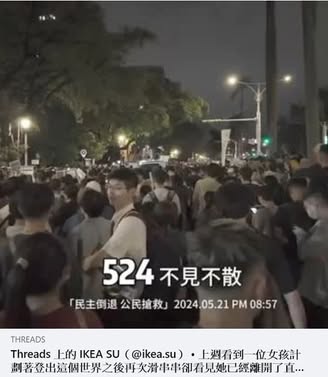 524 不見不散
「民主倒退 公民搶救」2024.05.21 PM 08:57
THREADS
Threads 上的 IKEA SU（@ikea.su）• 上週看到一位女孩計
劃著登出這個世界之後再次滑串串卻看見她已經離開了直...